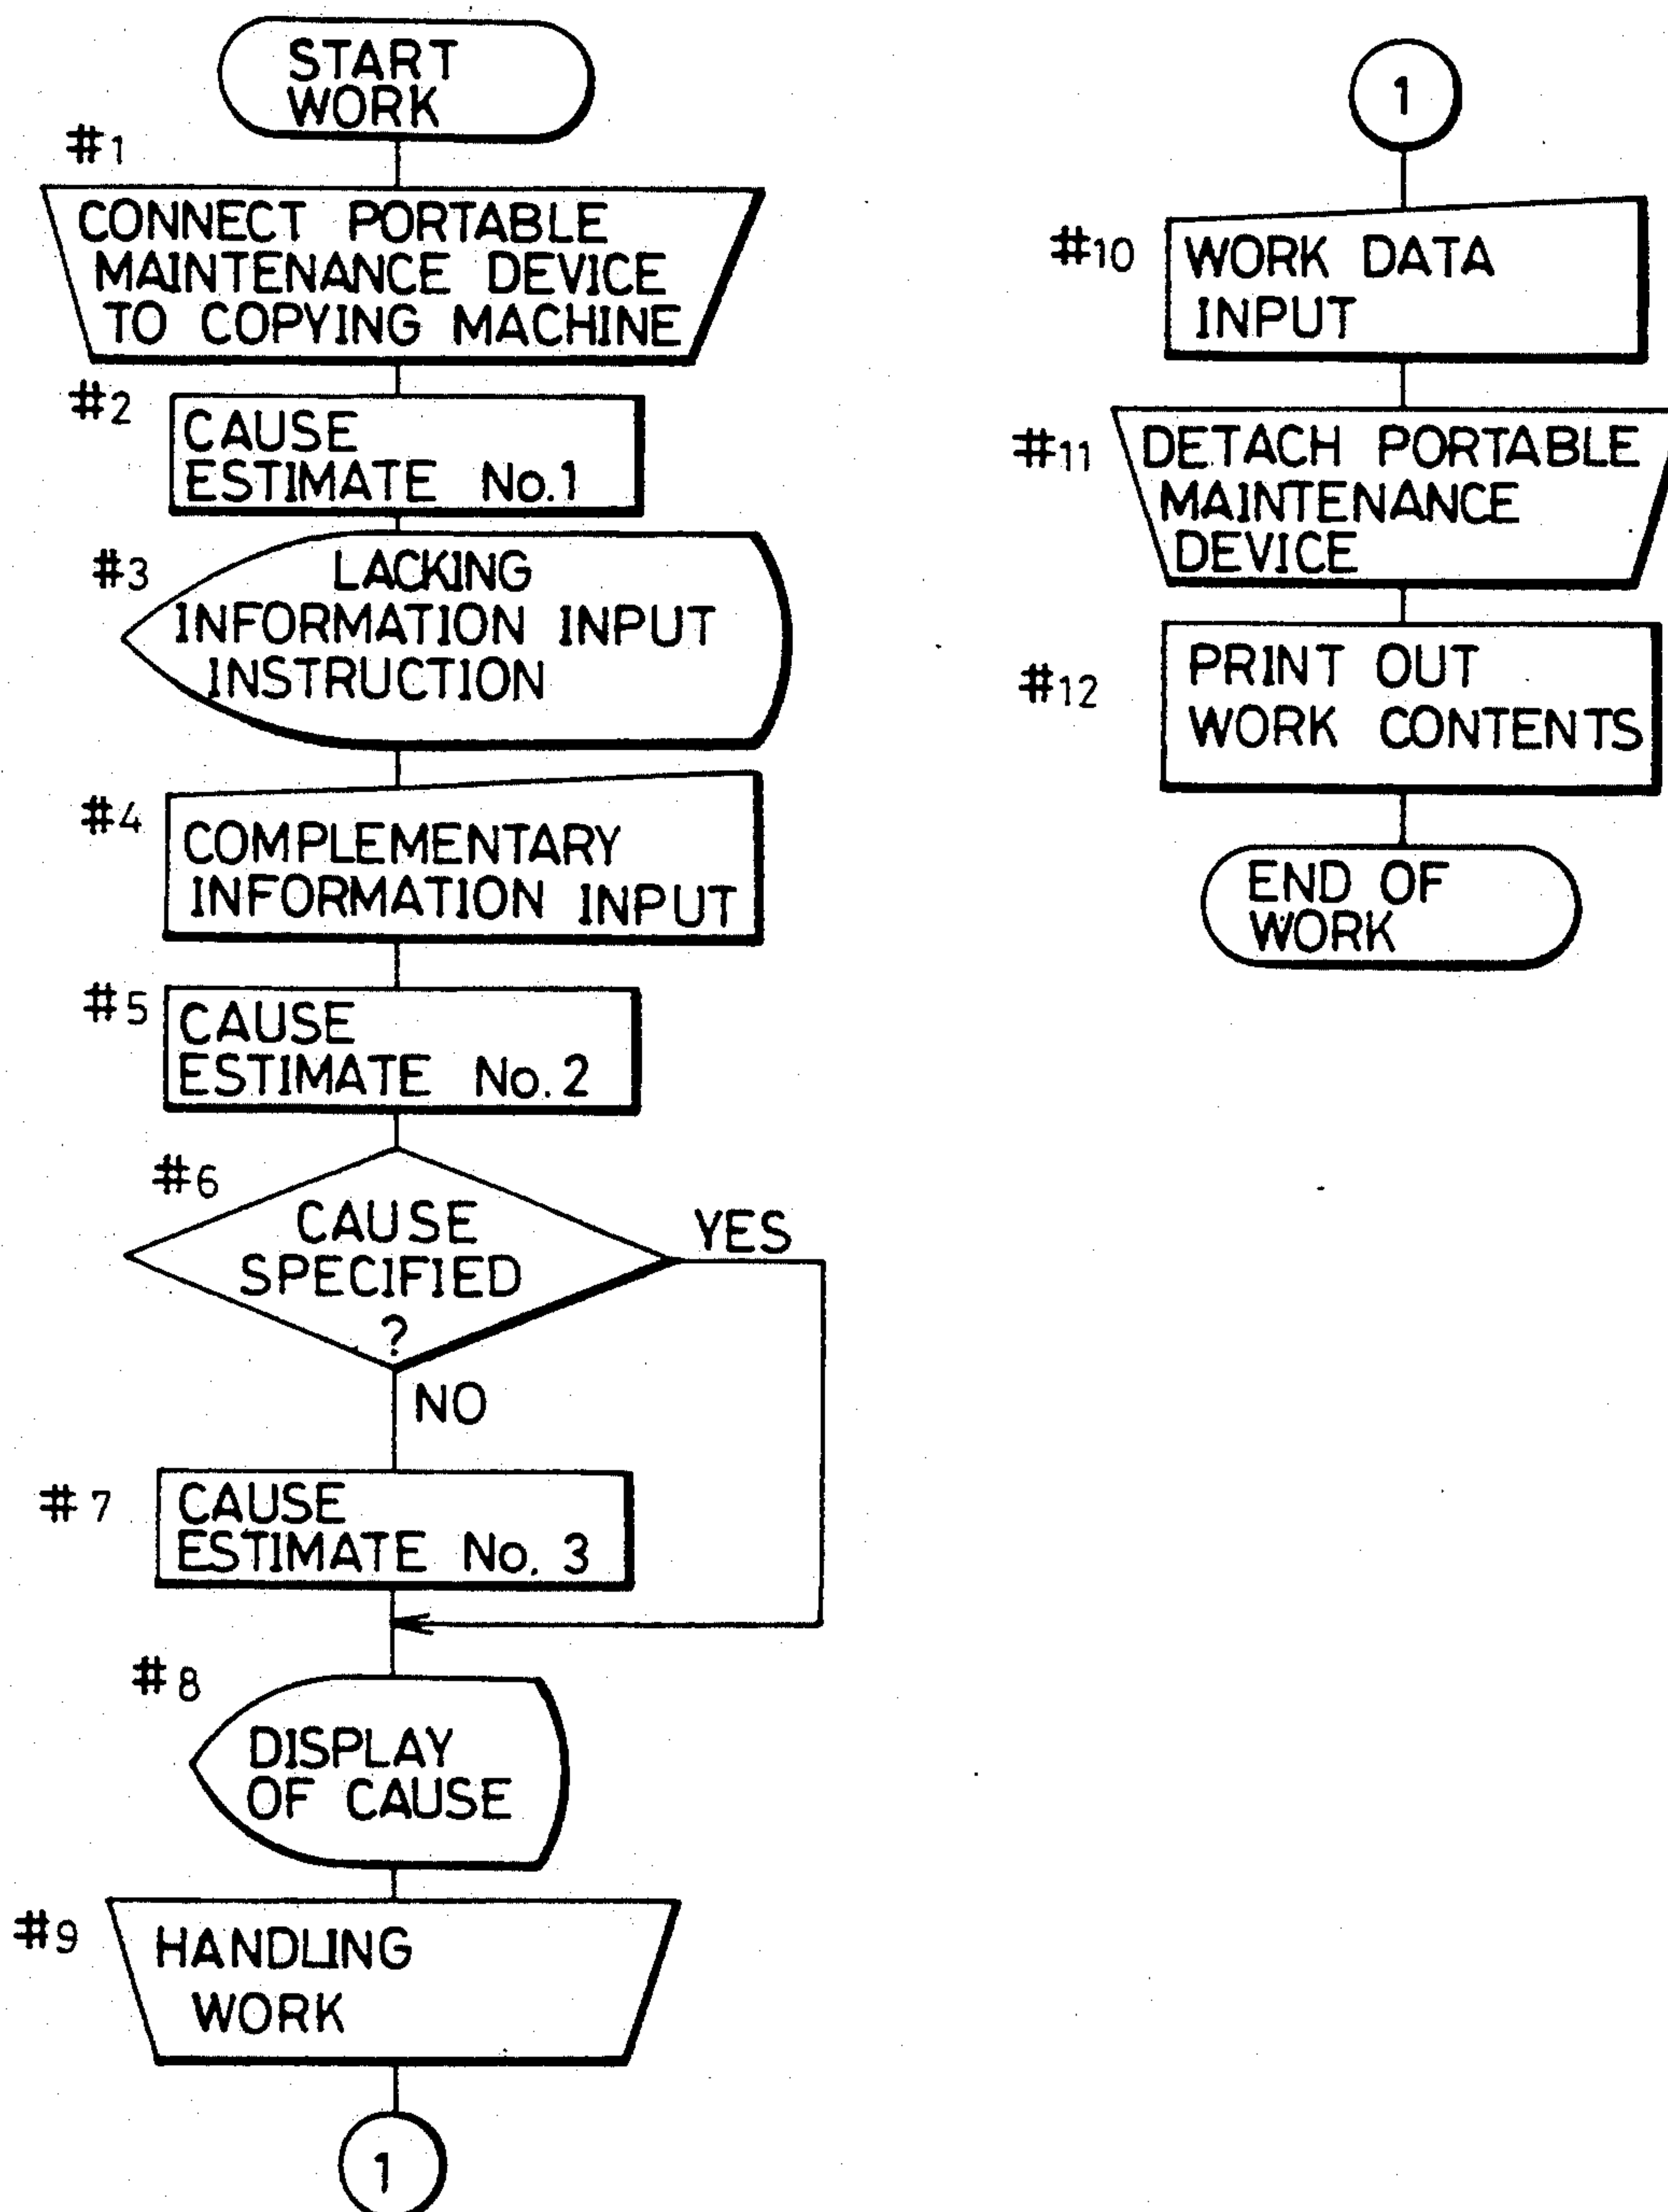 START
WORK
#1
CONNECT PORTABLE
MAINTENANCE DEVICE
TO COPYING MACHINE
#2
CAUSE
ESTIMATE No.1
#3
LACKING
INFORMATION INPUT
INSTRUCTION
#4
COMPLEMENTARY
INFORMATION INPUT
#5
CAUSE
ESTIMATE No.2
#6
CAUSE
SPECIFIED
?
YES
NO
#7
CAUSE
ESTIMATE No. 3
#8
DISPLAY
OF CAUSE
#9
HANDLING
WORK
1
1
#10
WORK DATA
INPUT
#11
DETACH PORTABLE
MAINTENANCE
DEVICE
#12
PRINT OUT
WORK CONTENTS
END OF
WORK